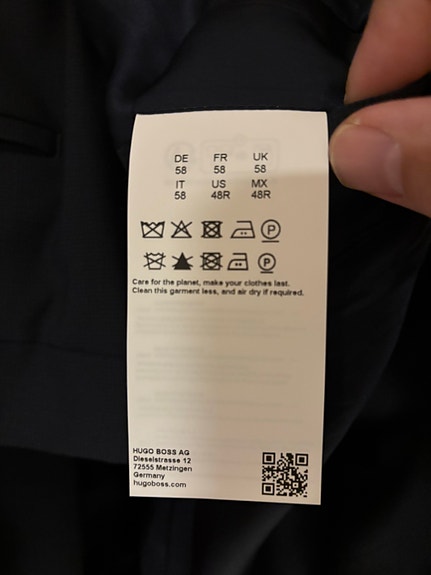 DE FR UK
58 58 58
IT US MX
58 48R 48R
P
P
Care for the planet, make your clothes last.
Clean this garment less, and air dry if required.
HUGO BOSS AG
Dieselstrasse 12
72555 Metzingen
Germany
hugoboss.com